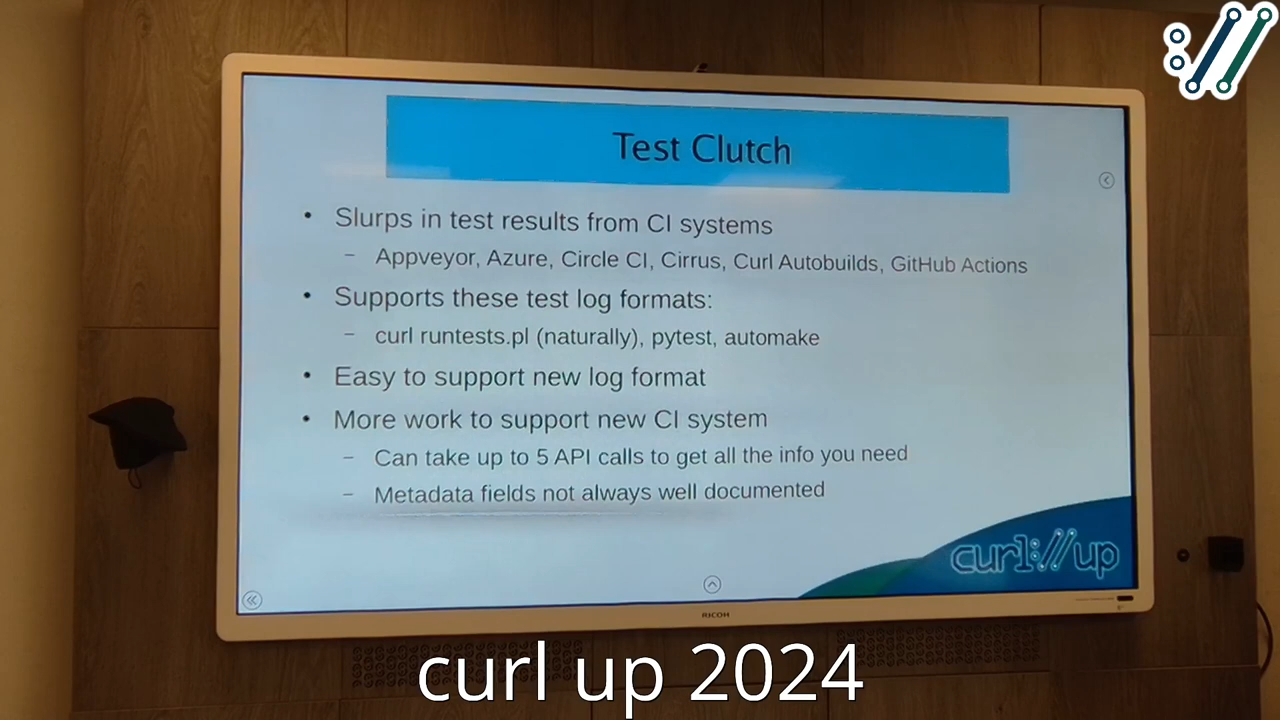 Test Clutch
• Slurps in test results from CI systems
– Appveyor, Azure, Circle CI, Cirrus, Curl Autobuilds, GitHub Actions
• Supports these test log formats:
– curl runtests.pl (naturally), pytest, automake
• Easy to support new log format
• More work to support new CI system
– Can take up to 5 API calls to get all the info you need
– Metadata fields not always well documented
curl:// up
RICOH
curl up 2024